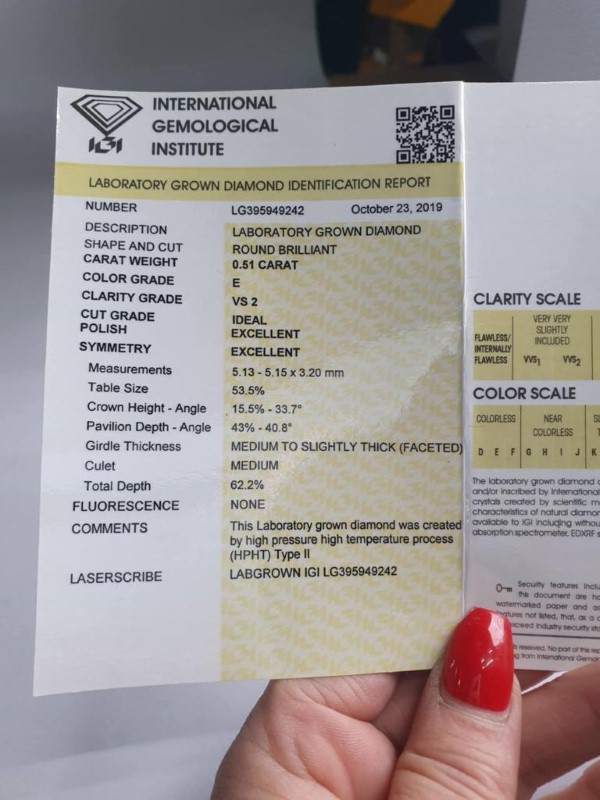 INTERNATIONAL
GEMOLOGICAL
INSTITUTE
IGI
LABORATORY GROWN DIAMOND IDENTIFICATION REPORT
NUMBER LG395949242 October 23, 2019
DESCRIPTION LABORATORY GROWN DIAMOND
SHAPE AND CUT ROUND BRILLIANT
CARAT WEIGHT 0.51 CARAT
COLOR GRADE E
CLARITY GRADE VS 2
CUT GRADE IDEAL
POLISH EXCELLENT
SYMMETRY EXCELLENT
Measurements 5.13 - 5.15 x 3.20 mm
Table Size 53.5%
Crown Height - Angle 15.5% - 33.7°
Pavilion Depth - Angle 43% - 40.8°
Girdle Thickness MEDIUM TO SLIGHTLY THICK (FACETED)
Culet MEDIUM
Total Depth 62.2%
FLUORESCENCE NONE
COMMENTS This Laboratory grown diamond was created
by high pressure high temperature process
(HPHT) Type II
LASERSCRIBE LABGROWN IGI LG395949242
CLARITY SCALE
FLAWLESS/
INTERNALLY
FLAWLESS
VERY VERY
SLIGHTLY
INCLUDED
VVS1 VVS2
COLOR SCALE
COLORLESS
NEAR
COLORLESS
D E F G H I J K
The laboratory grown diamond
and/or inscribed by International
crystals created by scientific
characteristics of natural
available to IGI including
absorption spectrometer, EDXRF
Security features
this document are
watermarked paper and
not listed, that, as a
exceed industry security
reserved. No part of this
from International